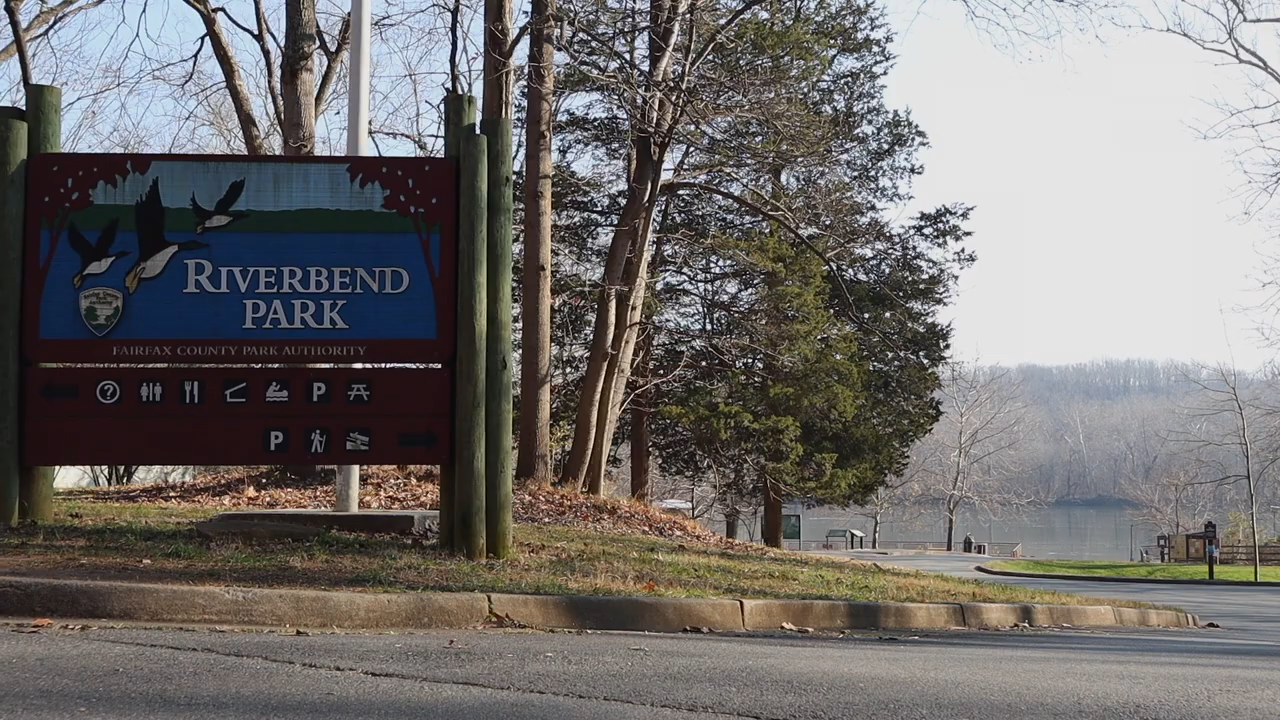 RIVERBEND
PARK
FAIRFAX COUNTY PARK AUTHORITY
?
P
P